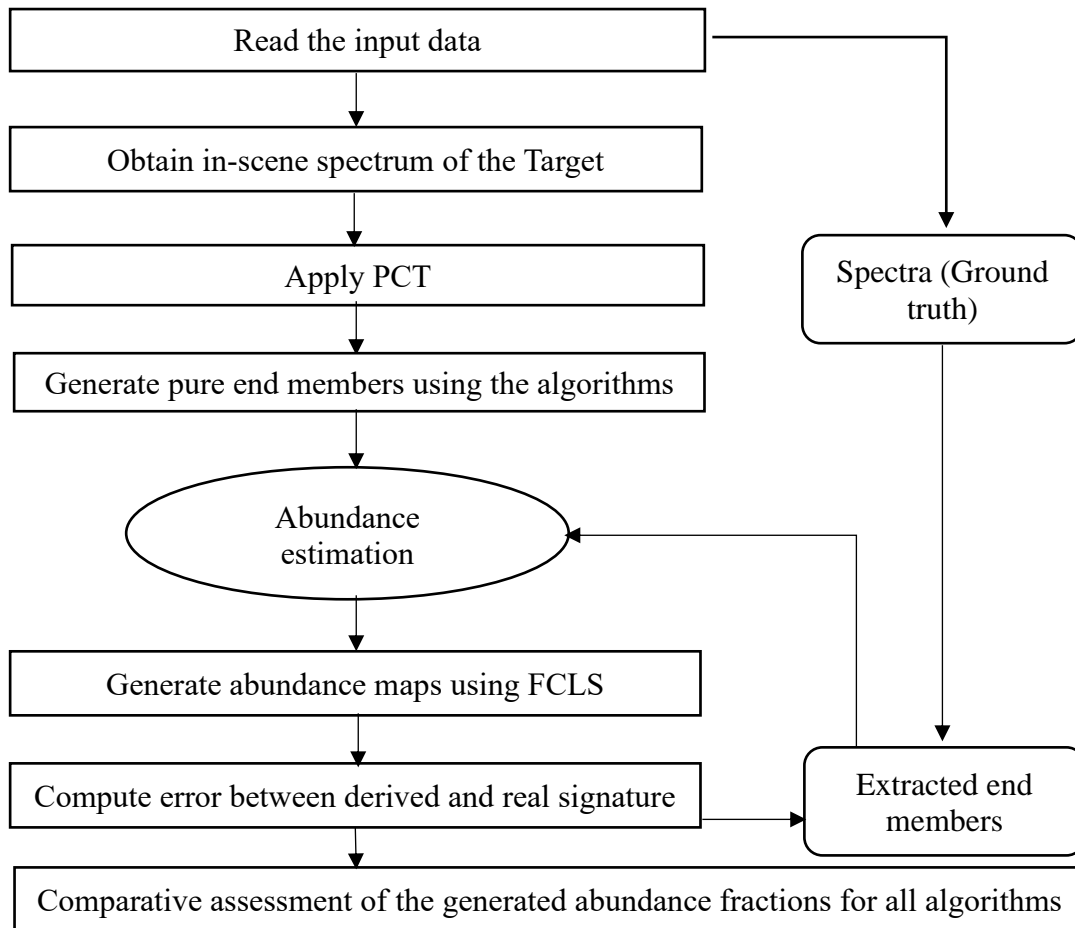 Read the input data
Obtain in-scene spectrum of the Target
Apply PCT
Spectra (Ground
truth)
Generate pure end members using the algorithms
Abundance
estimation
Generate abundance maps using FCLS
Compute error between derived and real signature
Extracted end
members
Comparative assessment of the generated abundance fractions for all algorithms